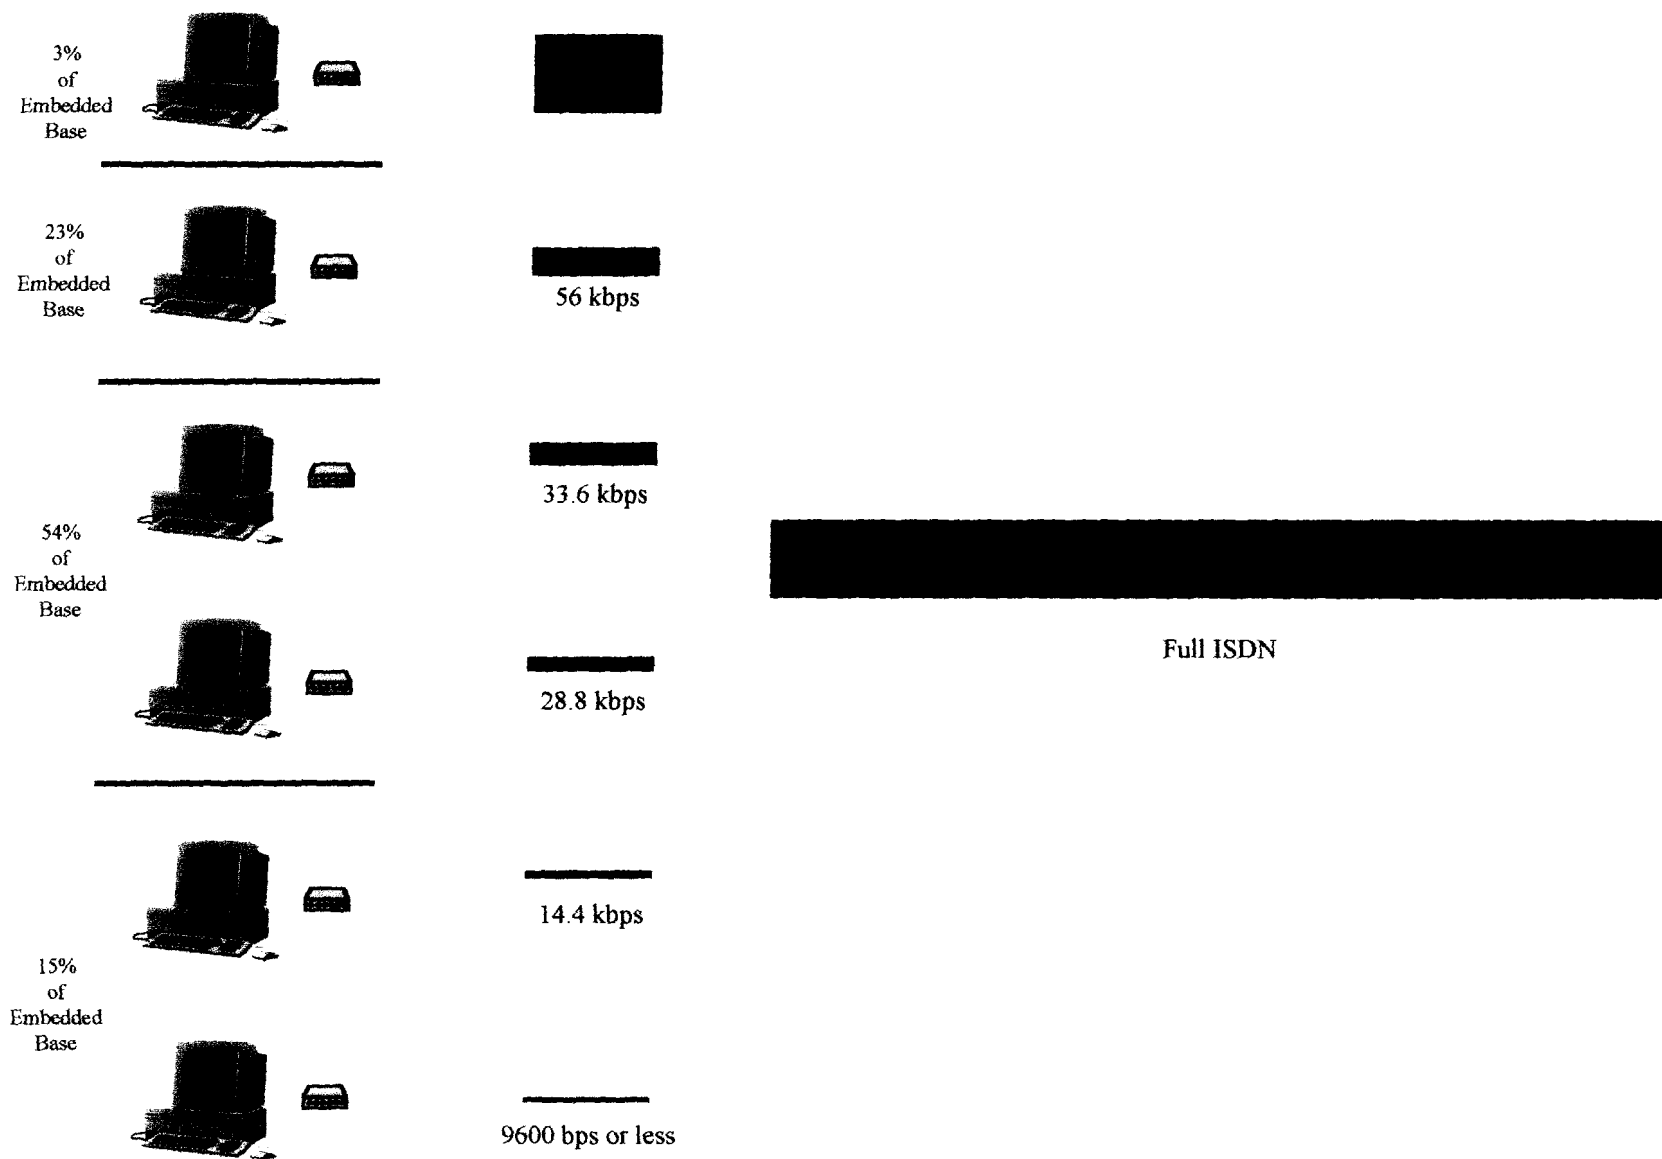 3%
of
Embedded
Base
23%
of
Embedded
Base
56 kbps
33.6 kbps
54%
of
Embedded
Base
Full ISDN
28.8 kbps
14.4 kbps
15%
of
Embedded
Base
9600 bps or less